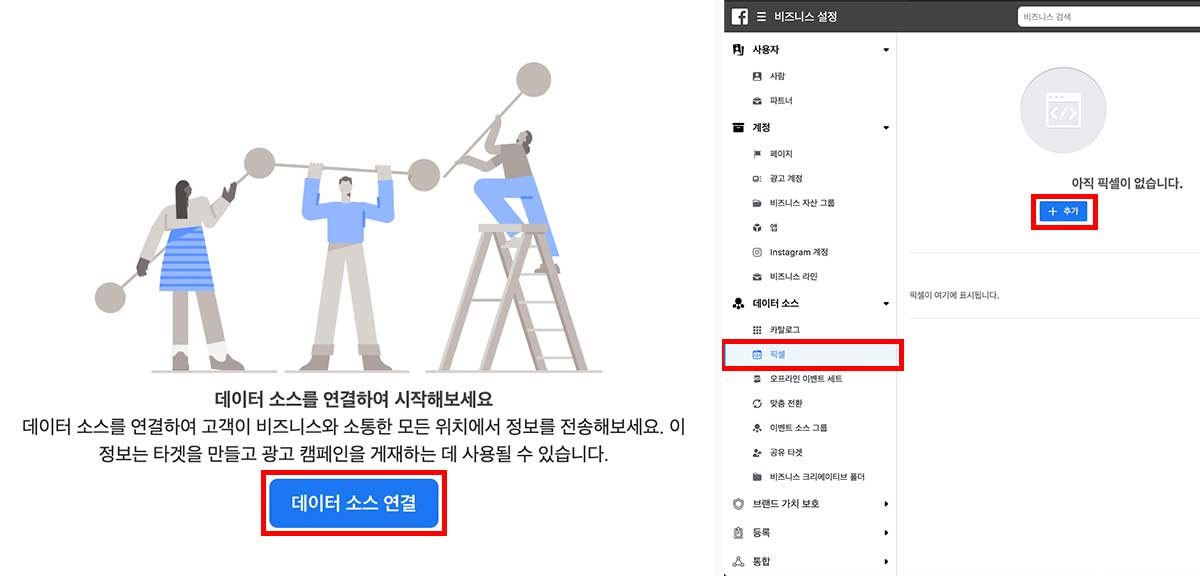 데이터 소스를 연결하여 시작해보세요
데이터 소스를 연결하여 고객이 비즈니스와 소통한 모든 위치에서 정보를 전송해보세요. 이
정보는 타겟을 만들고 광고 캠페인을 게재하는 데 사용될 수 있습니다.
데이터 소스 연결
비즈니스 설정
비즈니스 검색
사용자
사람
파트너
계정
페이지
광고 계정
비즈니스 자산 그룹
앱
Instagram 계정
비즈니스 라인
데이터 소스
카탈로그
픽셀
오프라인 이벤트 세트
맞춤 전환
이벤트 소스 그룹
공유 타겟
비즈니스 크리에이티브 폴더
브랜드 가치 보호
등록
통합
아직 픽셀이 없습니다.
+ 추가
픽셀이 여기에 표시됩니다.